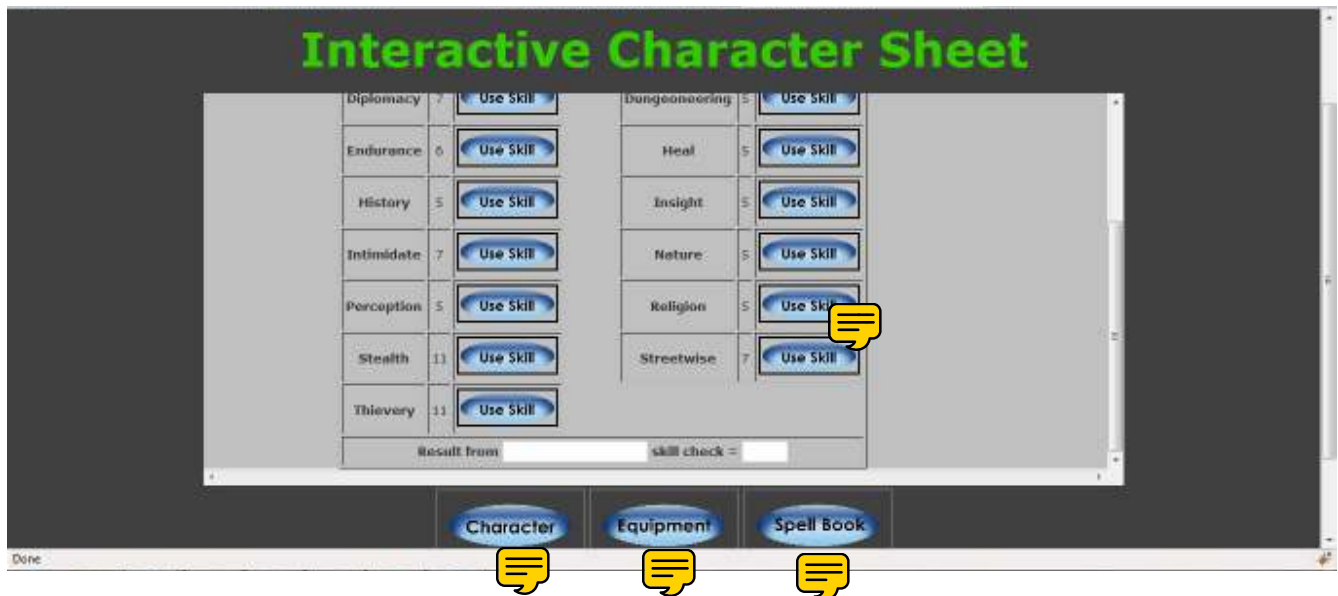 Interactive Character Sheet
Diplomacy 7 Use Skill Dungeoneering 5 Use Skill
Endurance 6 Use Skill Heal 5 Use Skill
History 5 Use Skill Insight 5 Use Skill
Intimidate 7 Use Skill Nature 5 Use Skill
Perception 5 Use Skill Religion 5 Use Skill
Stealth 11 Use Skill Streetwise 7 Use Skill
Thievery 11 Use Skill
Result from skill check =
Character Equipment Spell Book
Done